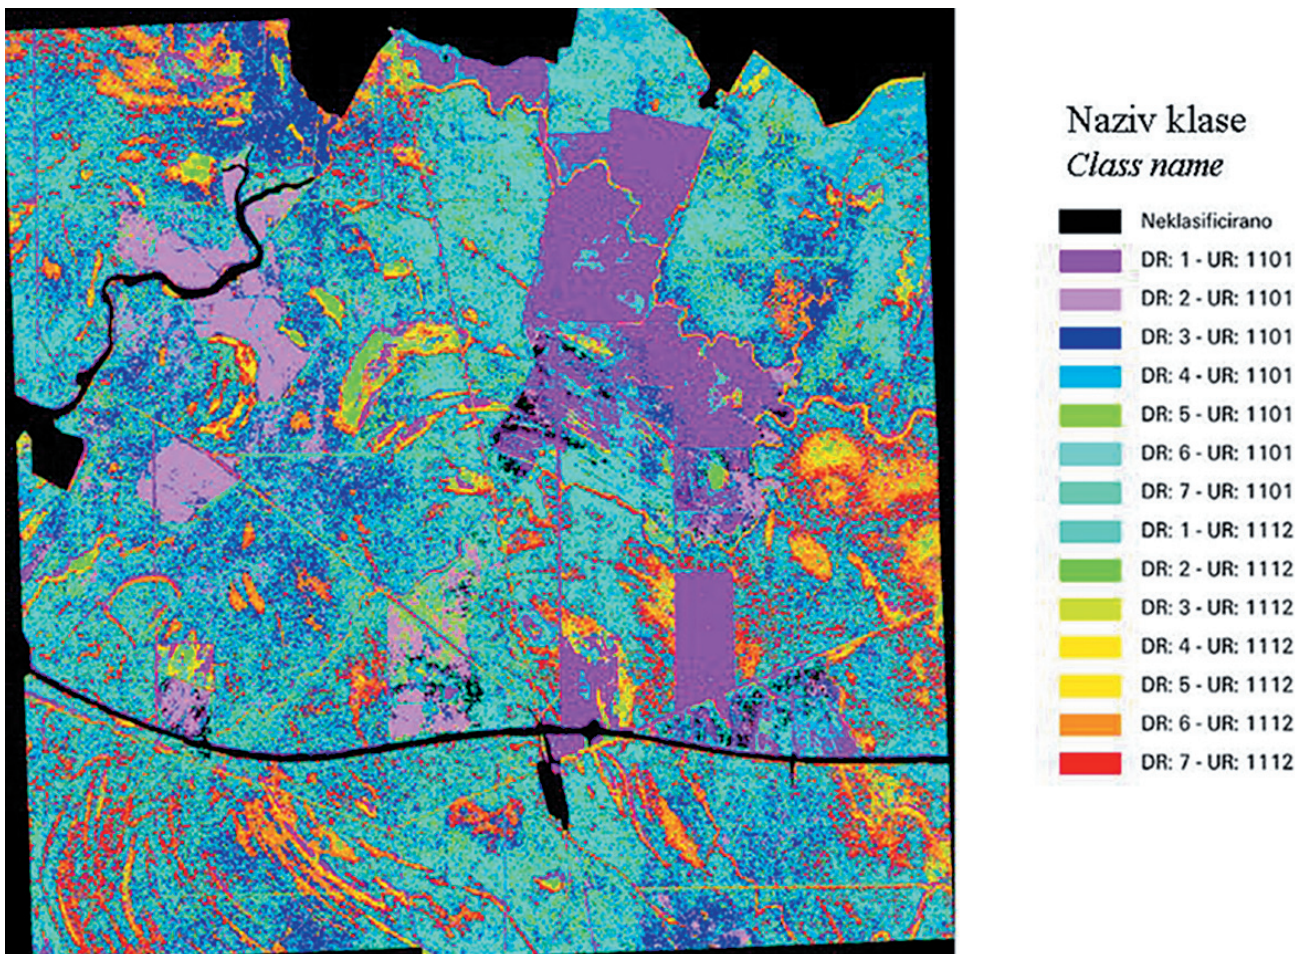 Naziv klase
Class name
Neklasificirano
DR: 1 - UR: 1101
DR: 2 - UR: 1101
DR: 3 - UR: 1101
DR: 4 - UR: 1101
DR: 5 - UR: 1101
DR: 6 - UR: 1101
DR: 7 - UR: 1101
DR: 1 - UR: 1112
DR: 2 - UR: 1112
DR: 3 - UR: 1112
DR: 4 - UR: 1112
DR: 5 - UR: 1112
DR: 6 - UR: 1112
DR: 7 - UR: 1112